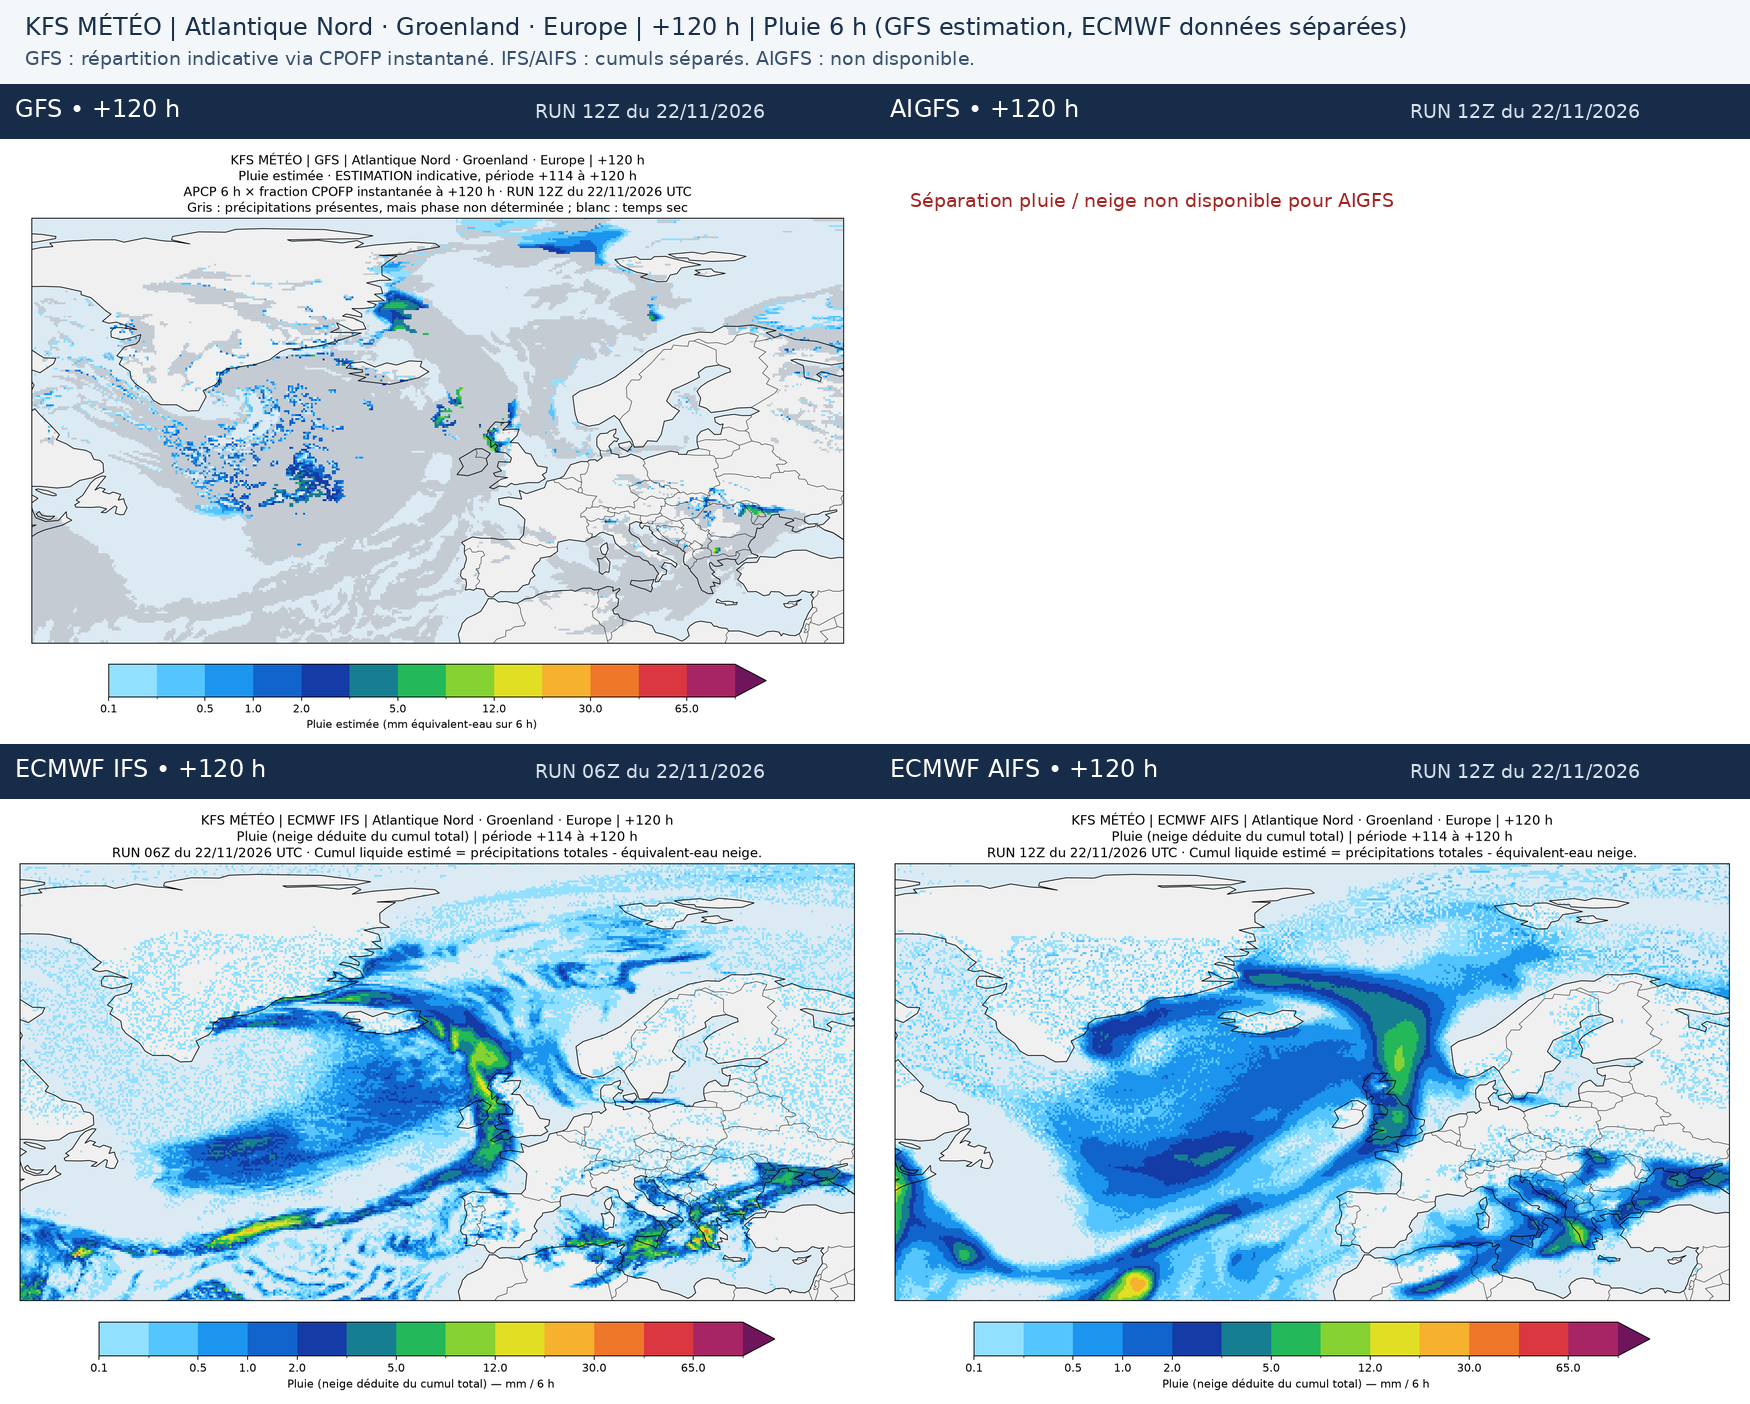 KFS MÉTÉO | Atlantique Nord · Groenland · Europe | +120 h | Pluie 6 h (GFS estimation, ECMWF données séparées)
GFS : répartition indicative via CPOFP instantané. IFS/AIFS : cumuls séparés. AIGFS : non disponible.
GFS • +120 h
RUN 12Z du 22/11/2026
AIGFS • +120 h
RUN 12Z du 22/11/2026
KFS MÉTÉO | GFS | Atlantique Nord · Groenland · Europe | +120 h
Pluie estimée · ESTIMATION indicative, période +114 à +120 h
APCP 6 h × fraction CPOFP instantanée à +120 h · RUN 12Z du 22/11/2026 UTC
Gris : précipitations présentes, mais phase non déterminée ; blanc : temps sec
Séparation pluie / neige non disponible pour AIGFS
0.1 0.5 1.0 2.0 5.0 12.0 30.0 65.0
Pluie estimée (mm équivalent-eau sur 6 h)
ECMWF IFS • +120 h
RUN 06Z du 22/11/2026
ECMWF AIFS • +120 h
RUN 12Z du 22/11/2026
KFS MÉTÉO | ECMWF IFS | Atlantique Nord · Groenland · Europe | +120 h
Pluie (neige déduite du cumul total) | période +114 à +120 h
RUN 06Z du 22/11/2026 UTC · Cumul liquide estimé = précipitations totales - équivalent-eau neige.
KFS MÉTÉO | ECMWF AIFS | Atlantique Nord · Groenland · Europe | +120 h
Pluie (neige déduite du cumul total) | période +114 à +120 h
RUN 12Z du 22/11/2026 UTC · Cumul liquide estimé = précipitations totales - équivalent-eau neige.
0.1 0.5 1.0 2.0 5.0 12.0 30.0 65.0
Pluie (neige déduite du cumul total) — mm / 6 h
0.1 0.5 1.0 2.0 5.0 12.0 30.0 65.0
Pluie (neige déduite du cumul total) — mm / 6 h